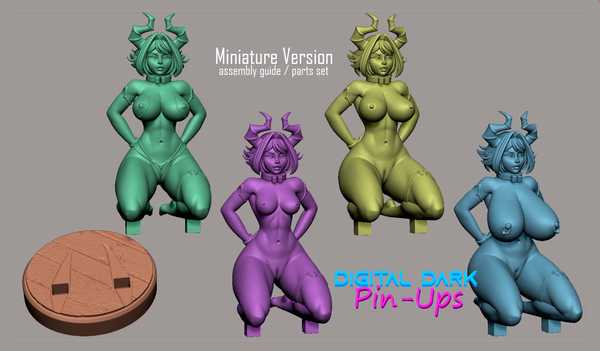 Miniature Version
assembly guide / parts set
DIGITAL DARK
Pin-Ups